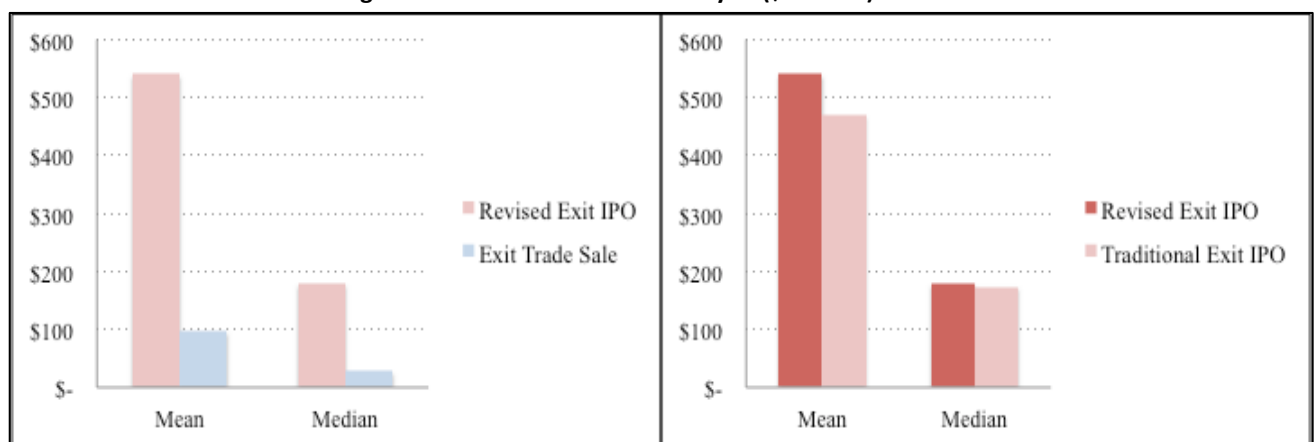 $600
$500
$400
$300
$200
$100
$-
Mean
Median
Revised Exit IPO
Exit Trade Sale
$600
$500
$400
$300
$200
$100
$-
Mean
Median
Revised Exit IPO
Traditional Exit IPO